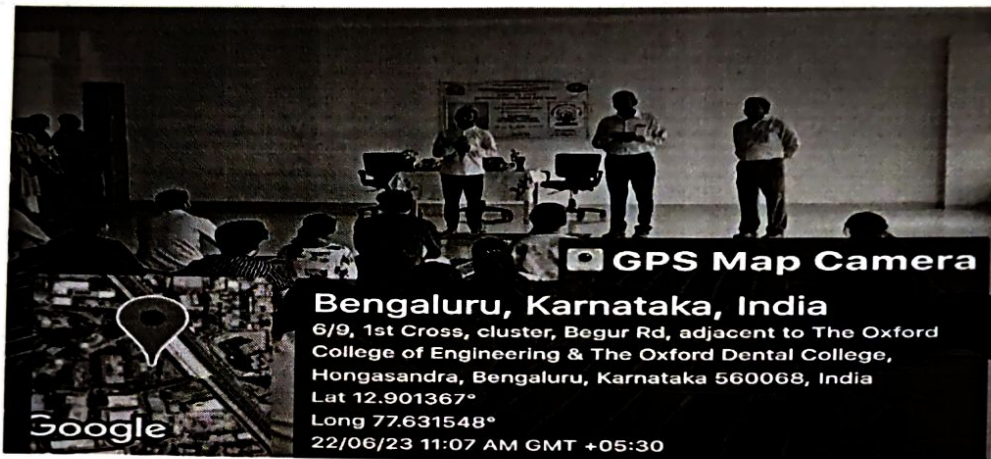 GPS Map Camera
Bengaluru, Karnataka, India
6/9, 1st Cross, cluster, Begur Rd, adjacent to The Oxford
College of Engineering & The Oxford Dental College,
Hongasandra, Bengaluru, Karnataka 560068, India
Lat 12.901367°
Long 77.631548°
22/06/23 11:07 AM GMT +05:30
Google